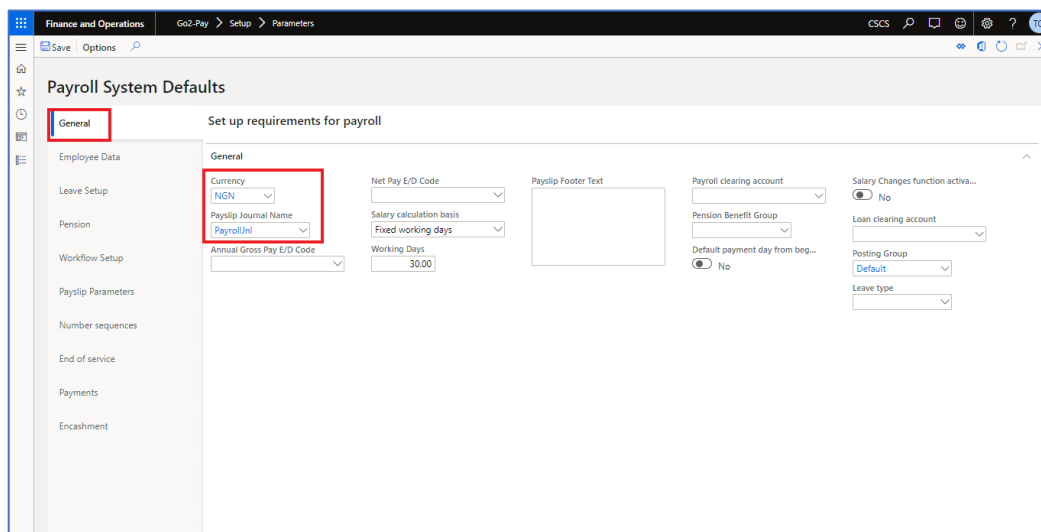 Finance and Operations
Go2-Pay > Setup > Parameters
CSCS
?
TC
Save
Options
Payroll System Defaults
General
Employee Data
Leave Setup
Pension
Workflow Setup
Payslip Parameters
Number sequences
End of service
Payments
Encashment
Set up requirements for payroll
General
Currency
NGN
Payslip Journal Name
PayrollJnl
Annual Gross Pay E/D Code
Net Pay E/D Code
Salary calculation basis
Fixed working days
Working Days
30.00
Payslip Footer Text
Payroll clearing account
Pension Benefit Group
Default payment day from beg...
No
Salary Changes function activa...
No
Loan clearing account
Posting Group
Default
Leave type